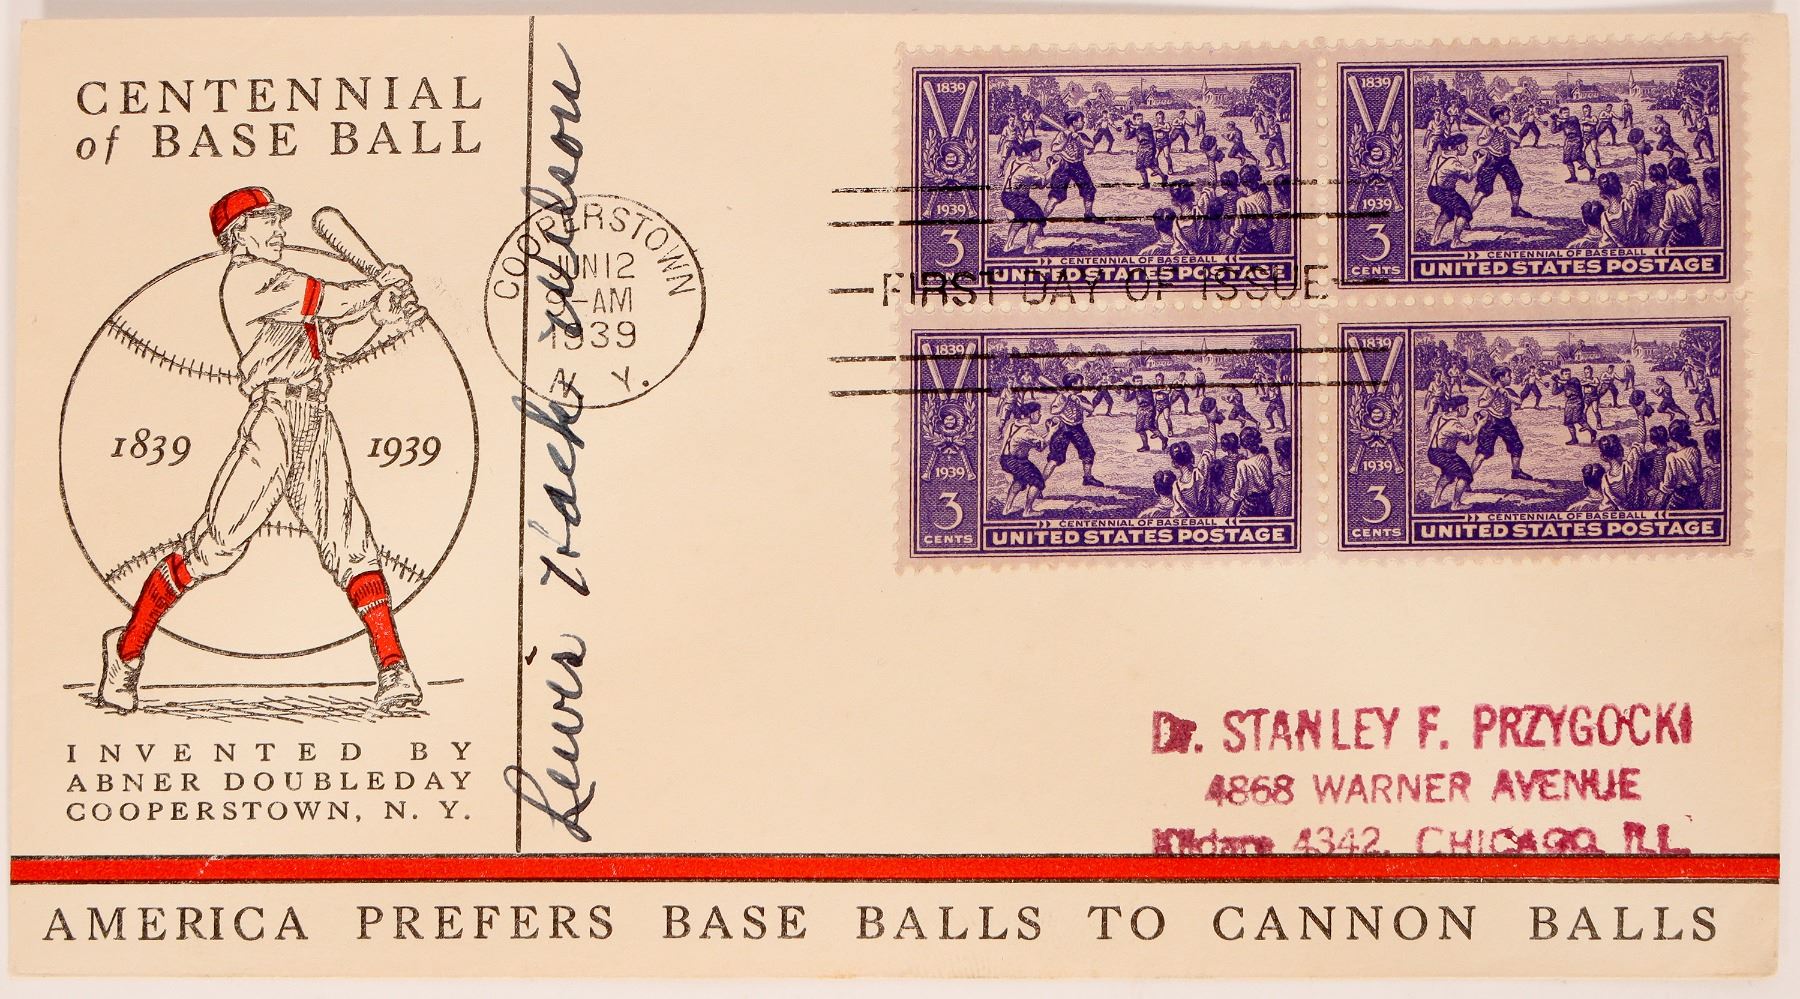 CENTENNIAL
of BASE BALL
1839 1939
INVENTED BY
ABNER DOUBLEDAY
COOPERSTOWN, N. Y.
Lewis "Hack" Wilson
COOPERSTOWN
JUN 12
9-AM
1939
Y.
FIRST DAY OF ISSUE
1839
1939
3
CENTS
CENTENNIAL OF BASEBALL
UNITED STATES POSTAGE
1839
1939
3
CENTS
CENTENNIAL OF BASEBALL
UNITED STATES POSTAGE
1839
1939
3
CENTS
CENTENNIAL OF BASEBALL
UNITED STATES POSTAGE
1839
1939
3
CENTS
CENTENNIAL OF BASEBALL
UNITED STATES POSTAGE
Dr. STANLEY F. PRZYGOCKI
4868 WARNER AVENUE
Kildare 4342, CHICAGO, ILL.
AMERICA PREFERS BASE BALLS TO CANNON BALLS